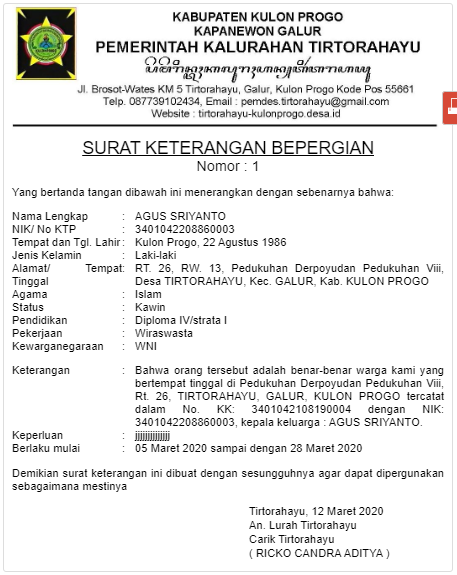 KABUPATEN KULON PROGO
KAPANEWON GALUR
PEMERINTAH KALURAHAN TIRTORAHAYU
Jl. Brosot-Wates KM 5 Tirtorahayu, Galur, Kulon Progo Kode Pos 55661
Telp. 087739102434, Email : pemdes.tirtorahayu@gmail.com
Website : tirtorahayu-kulonprogo.desa.id
SURAT KETERANGAN BEPERGIAN
Nomor : 1
Yang bertanda tangan dibawah ini menerangkan dengan sebenarnya bahwa:
Nama Lengkap : AGUS SRIYANTO
NIK/ No KTP : 3401042208860003
Tempat dan Tgl. Lahir : Kulon Progo, 22 Agustus 1986
Jenis Kelamin : Laki-laki
Alamat/ Tempat : RT. 26, RW. 13, Pedukuhan Derpoyudan Pedukuhan Viii,
Tinggal Desa TIRTORAHAYU, Kec. GALUR, Kab. KULON PROGO
Agama : Islam
Status : Kawin
Pendidikan : Diploma IV/strata I
Pekerjaan : Wiraswasta
Kewarganegaraan : WNI
Keterangan : Bahwa orang tersebut adalah benar-benar warga kami yang
bertempat tinggal di Pedukuhan Derpoyudan Pedukuhan Viii,
Rt. 26, TIRTORAHAYU, GALUR, KULON PROGO tercatat
dalam No. KK: 3401042108190004 dengan NIK:
3401042208860003, kepala keluarga : AGUS SRIYANTO.
Keperluan :
Berlaku mulai : 05 Maret 2020 sampai dengan 28 Maret 2020
Demikian surat keterangan ini dibuat dengan sesungguhnya agar dapat dipergunakan
sebagaimana mestinya
Tirtorahayu, 12 Maret 2020
An. Lurah Tirtorahayu
Carik Tirtorahayu
( RICKO CANDRA ADITYA )